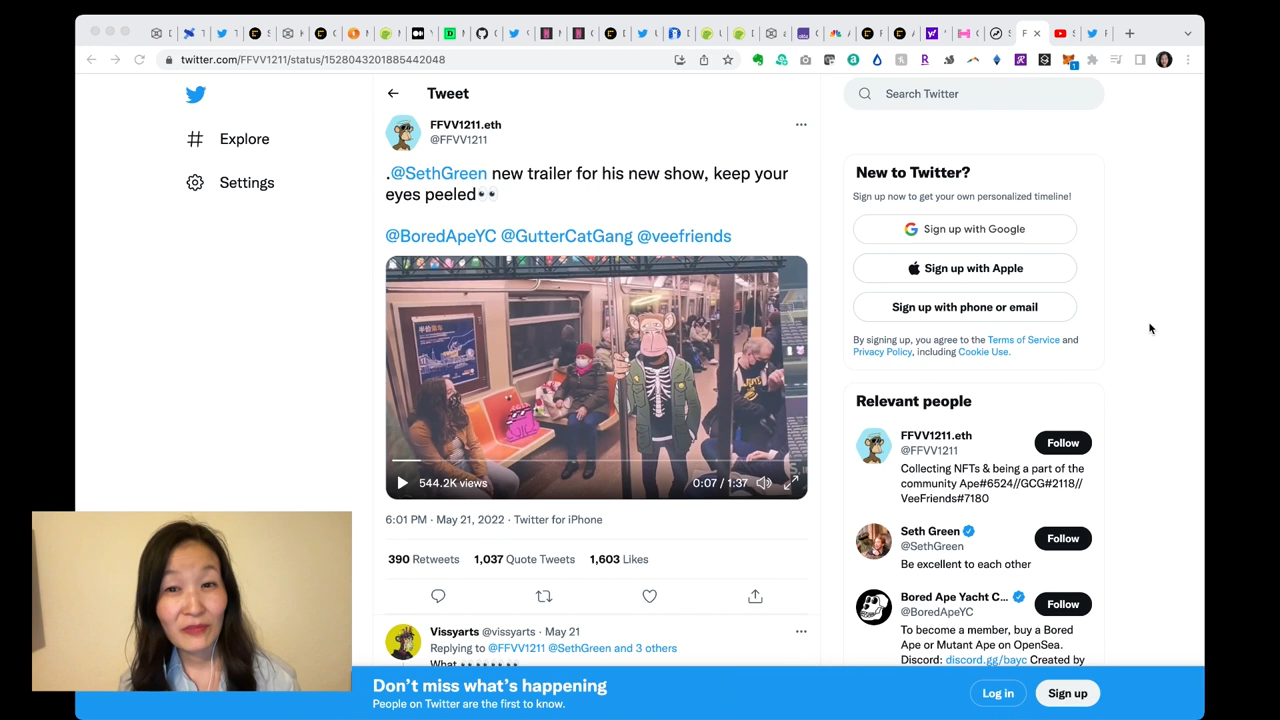 twitter.com/FFVV1211/status/1528043201885442048
Explore
Settings
Tweet
FFVV1211.eth
@FFVV1211
.@SethGreen new trailer for his new show, keep your
eyes peeled👀
@BoredApeYC @GutterCatGang @veefriends
544.2K views
0:07 / 1:37
6:01 PM · May 21, 2022 · Twitter for iPhone
390 Retweets 1,037 Quote Tweets 1,603 Likes
Vissyarts @vissyarts · May 21
Replying to @FFVV1211 @SethGreen and 3 others
What 👀👀👀👀👀👀👀
Search Twitter
New to Twitter?
Sign up now to get your own personalized timeline!
Sign up with Google
Sign up with Apple
Sign up with phone or email
By signing up, you agree to the Terms of Service and
Privacy Policy, including Cookie Use.
Relevant people
FFVV1211.eth
@FFVV1211
Follow
Collecting NFTs & being a part of the
community Ape#6524//GCG#2118//
VeeFriends#7180
Seth Green
@SethGreen
Follow
Be excellent to each other
Bored Ape Yacht C...
@BoredApeYC
Follow
To become a member, buy a Bored
Ape or Mutant Ape on OpenSea.
Discord: discord.gg/bayc Created by
Don't miss what's happening
People on Twitter are the first to know.
Log in
Sign up